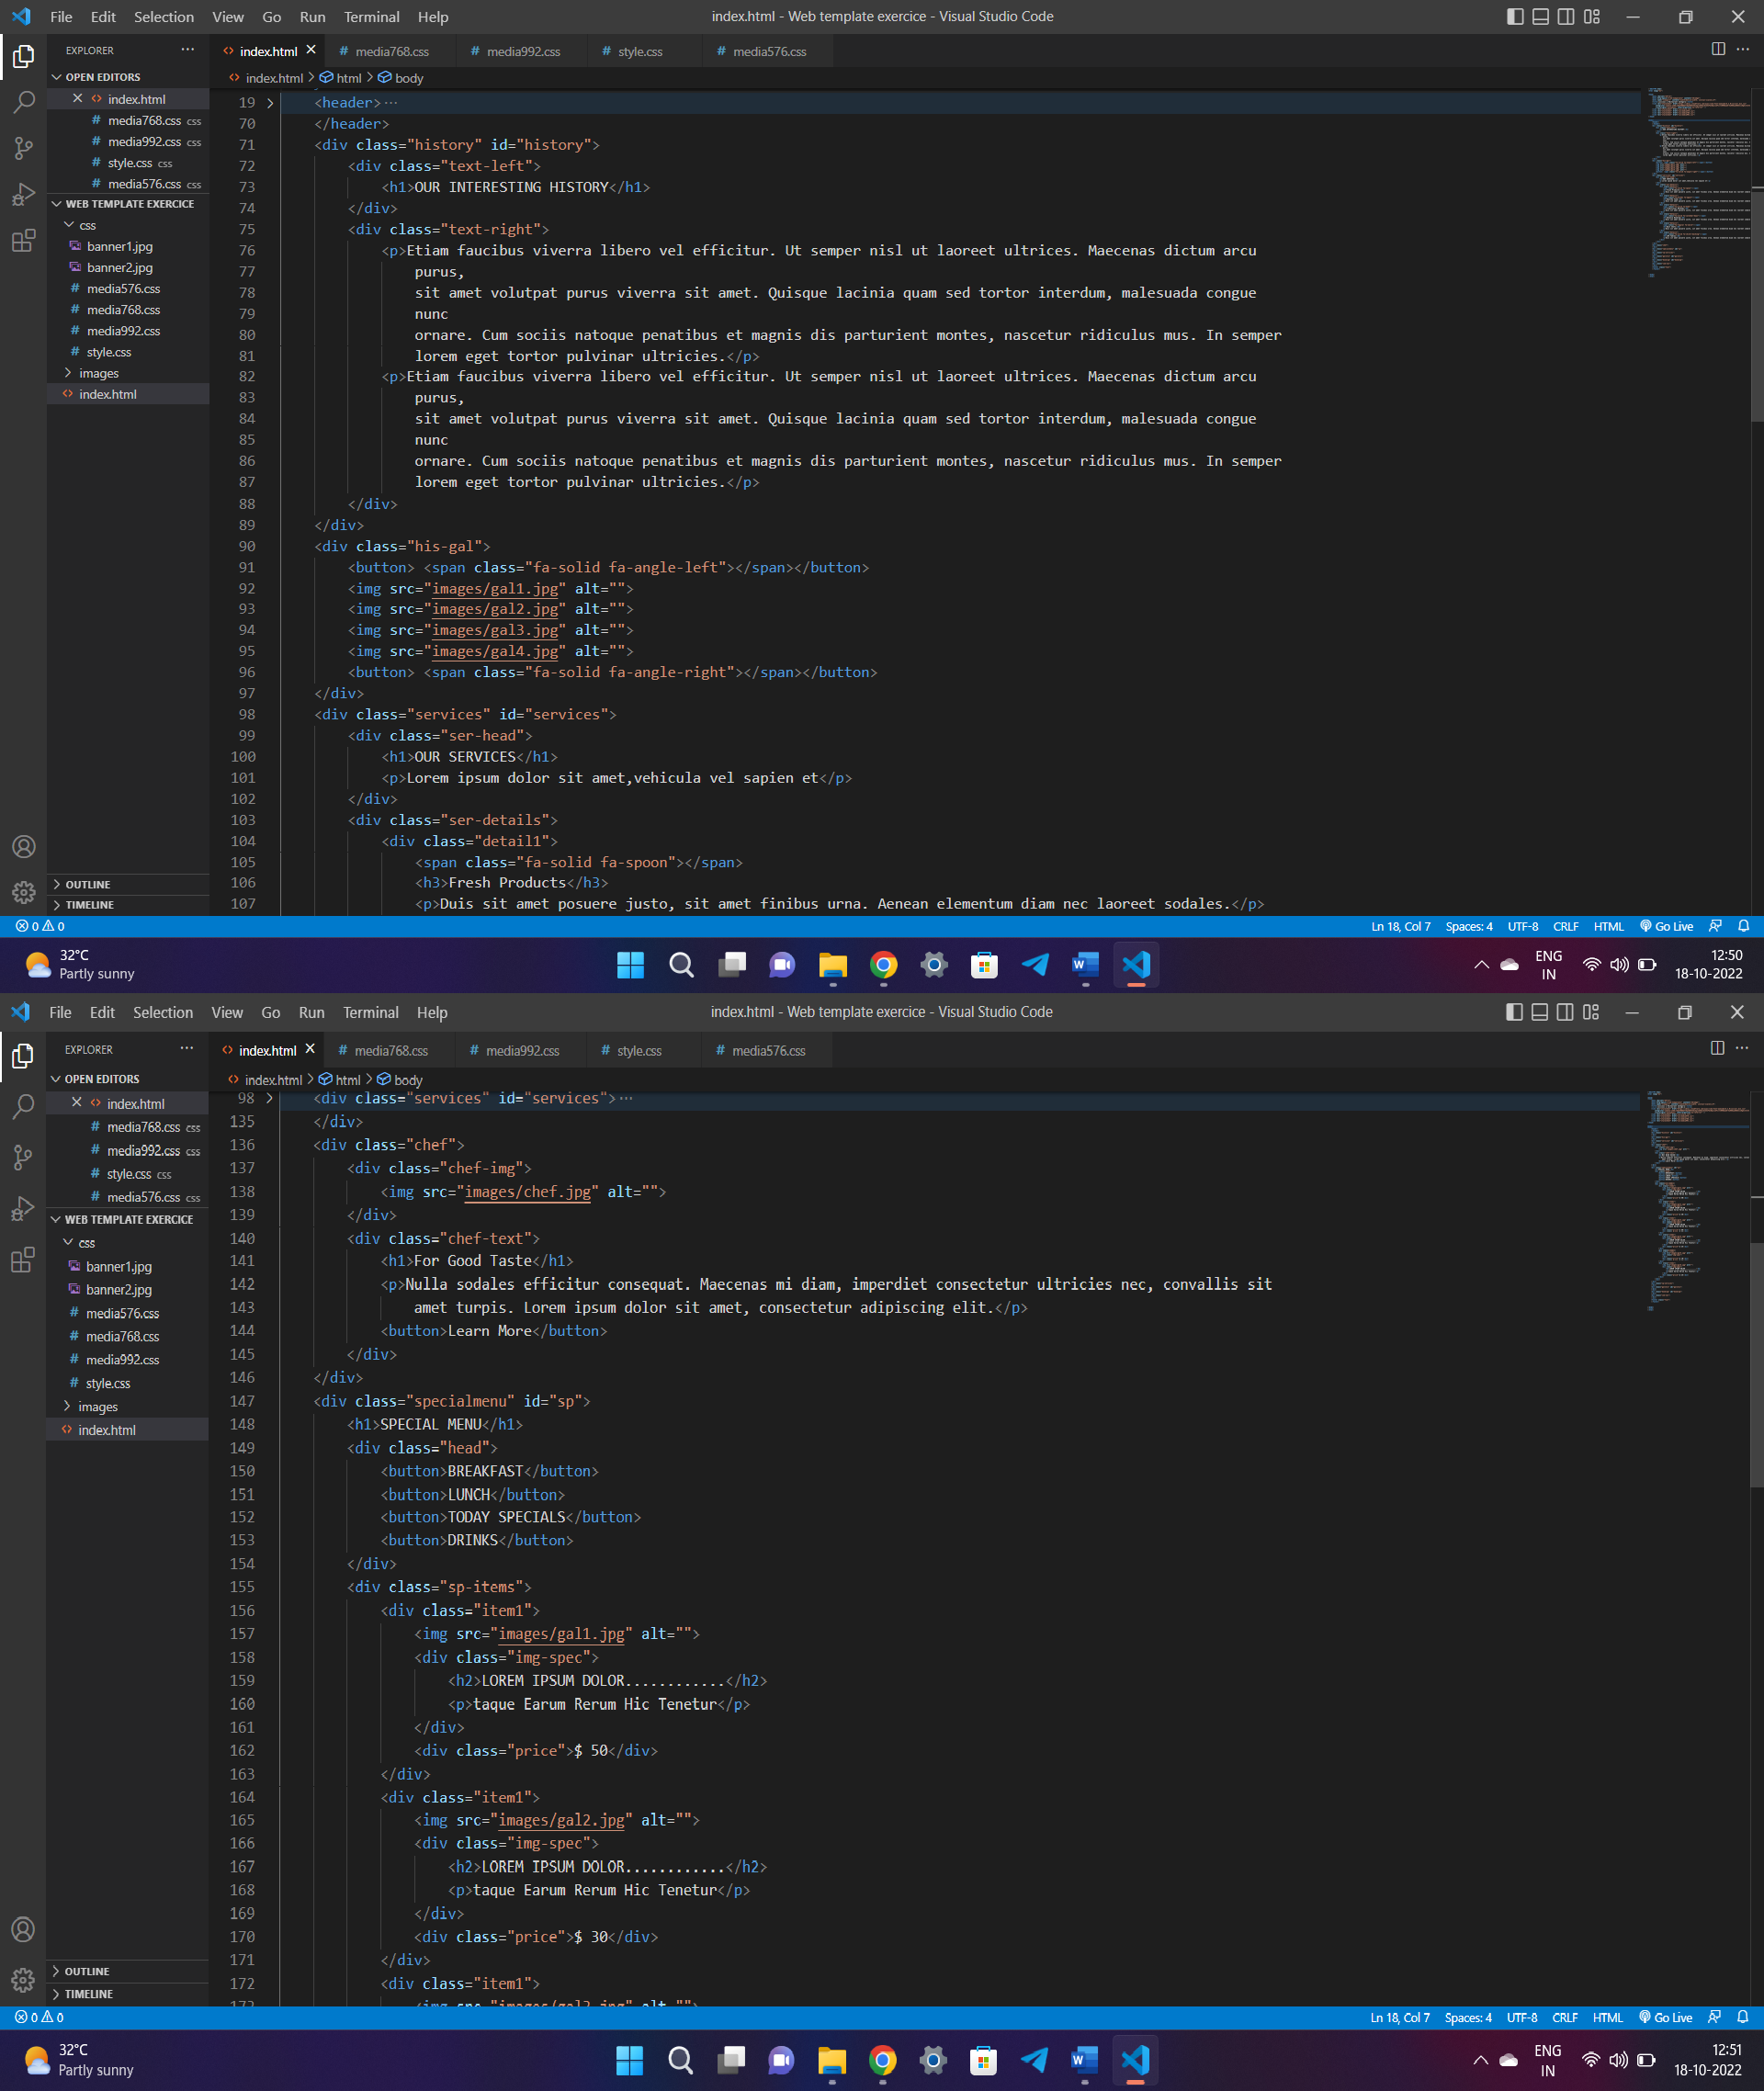 File Edit Selection View Go Run Terminal Help
index.html - Web template exercice - Visual Studio Code
EXPLORER
OPEN EDITORS
index.html
media768.css css
media992.css css
style.css css
media576.css css
WEB TEMPLATE EXERCICE
css
banner1.jpg
banner2.jpg
media576.css
media768.css
media992.css
style.css
images
index.html
OUTLINE
TIMELINE
index.html media768.css media992.css style.css media576.css
index.html > html > body
19 <header>
70 </header>
71 <div class="history" id="history">
72 <div class="text-left">
73 <h1>OUR INTERESTING HISTORY</h1>
74 </div>
75 <div class="text-right">
76 <p>Etiam faucibus viverra libero vel efficitur. Ut semper nisl ut laoreet ultrices. Maecenas dictum arcu
77 purus,
78 sit amet volutpat purus viverra sit amet. Quisque lacinia quam sed tortor interdum, malesuada congue
79 nunc
80 ornare. Cum sociis natoque penatibus et magnis dis parturient montes, nascetur ridiculus mus. In semper
81 lorem eget tortor pulvinar ultricies.</p>
82 <p>Etiam faucibus viverra libero vel efficitur. Ut semper nisl ut laoreet ultrices. Maecenas dictum arcu
83 purus,
84 sit amet volutpat purus viverra sit amet. Quisque lacinia quam sed tortor interdum, malesuada congue
85 nunc
86 ornare. Cum sociis natoque penatibus et magnis dis parturient montes, nascetur ridiculus mus. In semper
87 lorem eget tortor pulvinar ultricies.</p>
88 </div>
89 </div>
90 <div class="his-gal">
91 <button> <span class="fa-solid fa-angle-left"></span></button>
92 <img src="images/gal1.jpg" alt="">
93 <img src="images/gal2.jpg" alt="">
94 <img src="images/gal3.jpg" alt="">
95 <img src="images/gal4.jpg" alt="">
96 <button> <span class="fa-solid fa-angle-right"></span></button>
97 </div>
98 <div class="services" id="services">
99 <div class="ser-head">
100 <h1>OUR SERVICES</h1>
101 <p>Lorem ipsum dolor sit amet,vehicula vel sapien et</p>
102 </div>
103 <div class="ser-details">
104 <div class="detail1">
105 <span class="fa-solid fa-spoon"></span>
106 <h3>Fresh Products</h3>
107 <p>Duis sit amet posuere justo, sit amet finibus urna. Aenean elementum diam nec laoreet sodales.</p>
0 0
Ln 18, Col 7 Spaces: 4 UTF-8 CRLF HTML Go Live
32°C
Partly sunny
ENG
IN
12:50
18-10-2022
File Edit Selection View Go Run Terminal Help
index.html - Web template exercice - Visual Studio Code
EXPLORER
OPEN EDITORS
index.html
media768.css css
media992.css css
style.css css
media576.css css
WEB TEMPLATE EXERCICE
css
banner1.jpg
banner2.jpg
media576.css
media768.css
media992.css
style.css
images
index.html
OUTLINE
TIMELINE
index.html media768.css media992.css style.css media576.css
index.html > html > body
98 <div class="services" id="services">
135 </div>
136 <div class="chef">
137 <div class="chef-img">
138 <img src="images/chef.jpg" alt="">
139 </div>
140 <div class="chef-text">
141 <h1>For Good Taste</h1>
142 <p>Nulla sodales efficitur consequat. Maecenas mi diam, imperdiet consectetur ultricies nec, convallis sit
143 amet turpis. Lorem ipsum dolor sit amet, consectetur adipiscing elit.</p>
144 <button>Learn More</button>
145 </div>
146 </div>
147 <div class="specialmenu" id="sp">
148 <h1>SPECIAL MENU</h1>
149 <div class="head">
150 <button>BREAKFAST</button>
151 <button>LUNCH</button>
152 <button>TODAY SPECIALS</button>
153 <button>DRINKS</button>
154 </div>
155 <div class="sp-items">
156 <div class="item1">
157 <img src="images/gal1.jpg" alt="">
158 <div class="img-spec">
159 <h2>LOREM IPSUM DOLOR............</h2>
160 <p>taque Earum Rerum Hic Tenetur</p>
161 </div>
162 <div class="price">$ 50</div>
163 </div>
164 <div class="item1">
165 <img src="images/gal2.jpg" alt="">
166 <div class="img-spec">
167 <h2>LOREM IPSUM DOLOR............</h2>
168 <p>taque Earum Rerum Hic Tenetur</p>
169 </div>
170 <div class="price">$ 30</div>
171 </div>
172 <div class="item1">
0 0
Ln 18, Col 7 Spaces: 4 UTF-8 CRLF HTML Go Live
32°C
Partly sunny
ENG
IN
12:51
18-10-2022